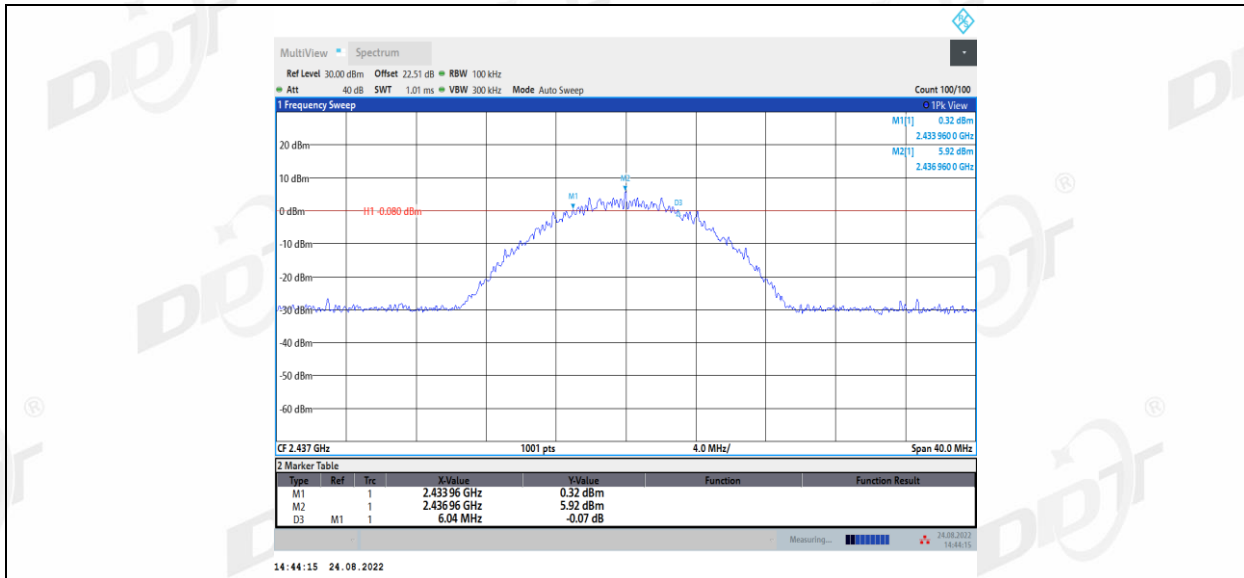 MultiView Spectrum
Ref Level 30.00 dBm Offset 22.51 dB RBW 100 kHz
Att 40 dB SWT 1.01 ms VBW 300 kHz Mode Auto Sweep Count 100/100
1 Frequency Sweep 1Pk View
M1[1] 0.32 dBm
2.433 960 0 GHz
M2[1] 5.92 dBm
2.436 960 0 GHz
20 dBm
10 dBm
M2
M1
D3
0 dBm
H1 -0.080 dBm
-10 dBm
-20 dBm
-30 dBm
-40 dBm
-50 dBm
-60 dBm
CF 2.437 GHz 1001 pts 4.0 MHz/ Span 40.0 MHz
2 Marker Table
Type Ref Trc X-Value Y-Value Function Function Result
M1 1 2.433 96 GHz 0.32 dBm
M2 1 2.436 96 GHz 5.92 dBm
D3 M1 1 6.04 MHz -0.07 dB
Measuring... 24.08.2022
14:44:15
14:44:15 24.08.2022
DDT
®